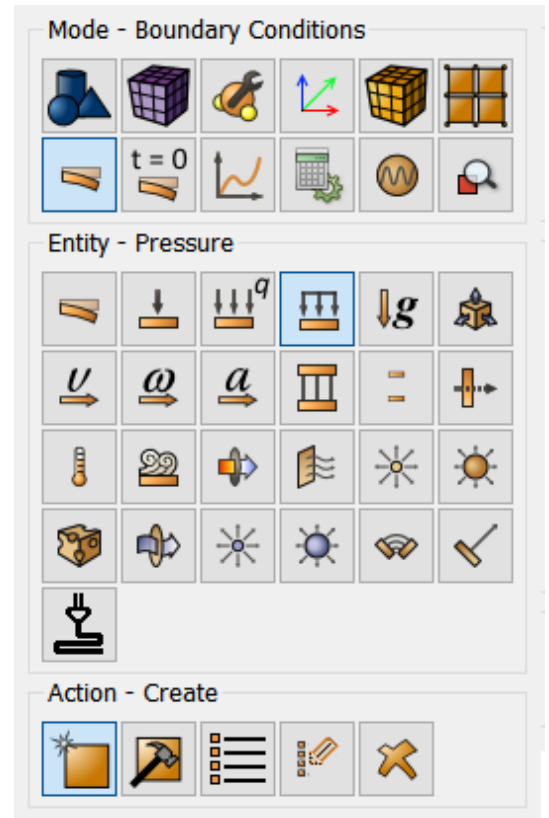 Mode - Boundary Conditions
t = 0
Entity - Pressure
q
g
υ ω a
Action - Create